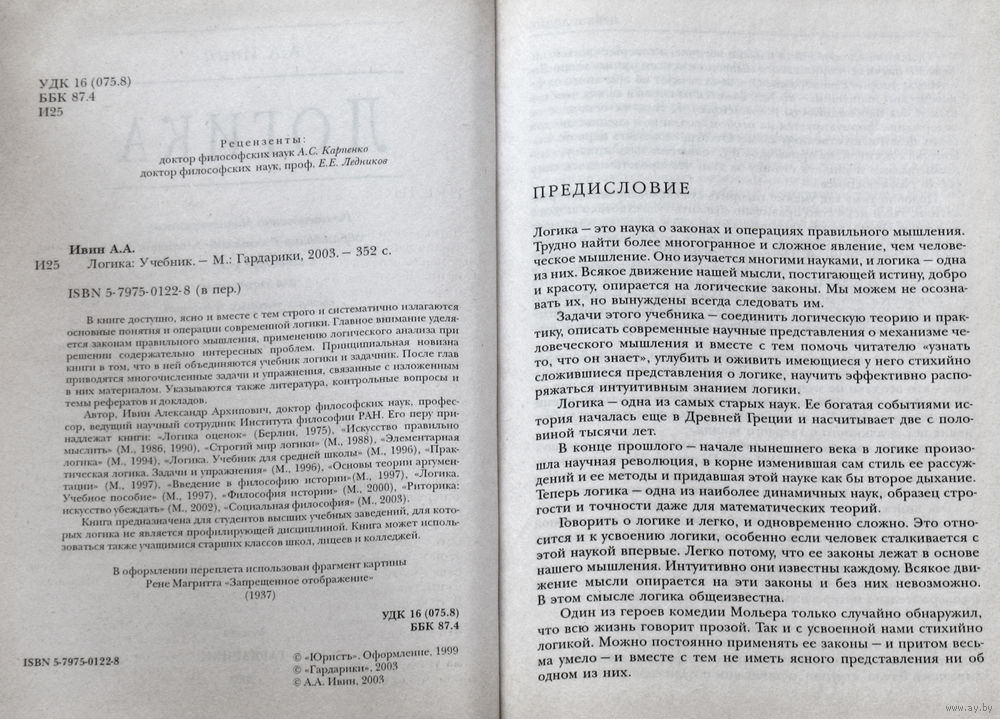 УДК 16 (075.8)
ББК 87.4
И25
Рецензенты:
доктор философских наук А.С. Карпенко
доктор философских наук, проф. Е.Е. Ледников
Ивин А.А.
И25 Логика: Учебник. – М.: Гардарики, 2003. – 352 с.
ISBN 5-7975-0122-8 (в пер.)
В книге доступно, ясно и вместе с тем строго и систематично излагаются
основные понятия и операции современной логики. Главное внимание уделя-
ется законам правильного мышления, применению логического анализа при
решении содержательно интересных проблем. Принципиальная новизна
книги в том, что в ней объединяются учебник логики и задачник. После глав
приводятся многочисленные задачи и упражнения, связанные с изложенным
в них материалом. Указываются также литература, контрольные вопросы и
темы рефератов и докладов.
Автор, Ивин Александр Архипович, доктор философских наук, профес-
сор, ведущий научный сотрудник Института философии РАН. Его перу при-
надлежат книги: «Логика оценок» (Берлин, 1975), «Искусство правильно
мыслить» (М., 1986, 1990), «Строгий мир логики» (М., 1988), «Элементарная
логика» (М., 1994), «Логика. Учебник для средней школы» (М., 1996), «Прак-
тическая логика. Задачи и упражнения» (М., 1996), «Основы теории аргумен-
тации» (М., 1997), «Введение в философию истории»(М., 1997), «Логика.
Учебное пособие» (М., 1997), «Философия истории» (М., 2000), «Риторика:
искусство убеждать» (М., 2002), «Социальная философия» (М., 2003).
Книга предназначена для студентов высших учебных заведений, для кото-
рых логика не является профилирующей дисциплиной. Книга может исполь-
зоваться также учащимися старших классов школ, лицеев и колледжей.
В оформлении переплета использован фрагмент картины
Рене Магритта «Запрещенное отображение»
(1937)
УДК 16 (075.8)
ББК 87.4
ISBN 5-7975-0122-8
© «Юристъ». Оформление, 1999
© «Гардарики», 2003
© А.А. Ивин, 2003
ПРЕДИСЛОВИЕ
Логика – это наука о законах и операциях правильного мышления.
Трудно найти более многогранное и сложное явление, чем челове-
ческое мышление. Оно изучается многими науками, и логика – одна
из них. Всякое движение нашей мысли, постигающей истину, добро
и красоту, опирается на логические законы. Мы можем не осозна-
вать их, но вынуждены всегда следовать им.
Задачи этого учебника – соединить логическую теорию и прак-
тику, описать современные научные представления о механизме че-
ловеческого мышления и вместе с тем помочь читателю «узнать
то, что он знает», углубить и оживить имеющиеся у него стихийно
сложившиеся представления о логике, научить эффективно распо-
ряжаться интуитивным знанием логики.
Логика – одна из самых старых наук. Ее богатая событиями ис-
тория началась еще в Древней Греции и насчитывает две с поло-
виной тысячи лет.
В конце прошлого – начале нынешнего века в логике произо-
шла научная революция, в корне изменившая сам стиль ее рассуж-
дений и ее методы и придавшая этой науке как бы второе дыхание.
Теперь логика – одна из наиболее динамичных наук, образец стро-
гости и точности даже для математических теорий.
Говорить о логике и легко, и одновременно сложно. Это отно-
сится и к усвоению логики, особенно если человек сталкивается с
этой наукой впервые. Легко потому, что ее законы лежат в основе
нашего мышления. Интуитивно они известны каждому. Всякое дви-
жение мысли опирается на эти законы и без них невозможно.
В этом смысле логика общеизвестна.
Один из героев комедии Мольера только случайно обнаружил,
что всю жизнь говорит прозой. Так и с усвоенной нами стихийно
логикой. Можно постоянно применять ее законы – и притом весь-
ма умело – и вместе с тем не иметь ясного представления ни об
одном из них.
www.ay.by